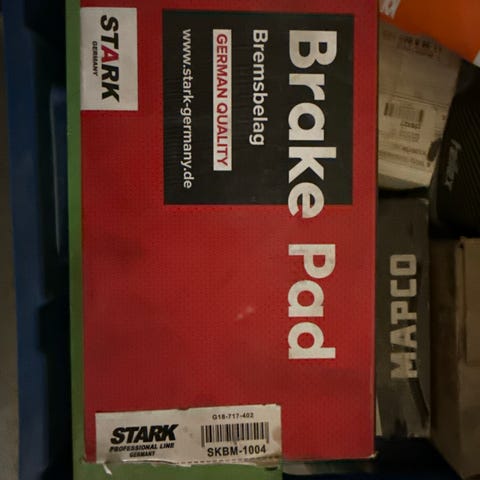 STARK
GERMANY
Brake Pad
Bremsbelag
GERMAN QUALITY
www.stark-germany.de
G18-717-402
STARK
PROFESSIONAL LINE
GERMANY
SKBM-1004
MAPCO